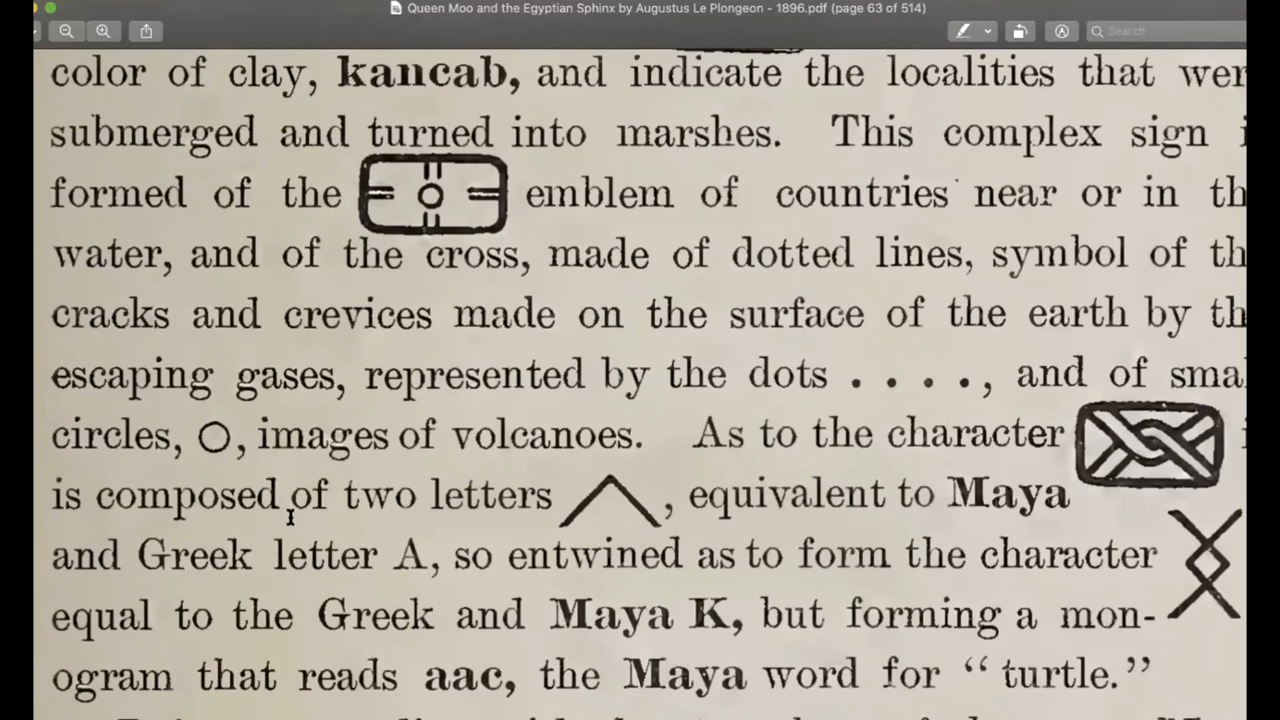 Queen Moo and the Egyptian Sphinx by Augustus Le Plongeon - 1896.pdf (page 63 of 514)
Search
color of clay, kancab, and indicate the localities that wer
submerged and turned into marshes. This complex sign i
formed of the emblem of countries near or in th
water, and of the cross, made of dotted lines, symbol of th
cracks and crevices made on the surface of the earth by th
escaping gases, represented by the dots . . . . , and of sma
circles, O, images of volcanoes. As to the character i
is composed of two letters , equivalent to Maya
and Greek letter A, so entwined as to form the character
equal to the Greek and Maya K, but forming a mon-
ogram that reads aac, the Maya word for “ turtle.”